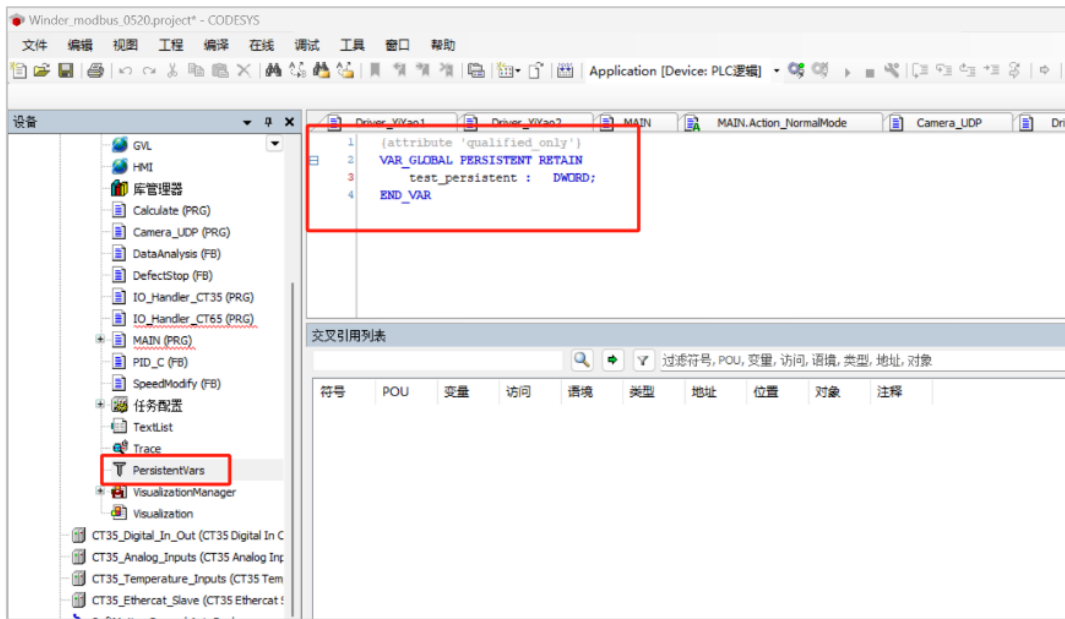 Winder_modbus_0520.project* - CODESYS
文件 编辑 视图 工程 编译 在线 调试 工具 窗口 帮助
Application [Device: PLC逻辑]
设备
GVL
HMI
库管理器
Calculate (PRG)
Camera_UDP (PRG)
DataAnalysis (FB)
DefectStop (FB)
IO_Handler_CT35 (PRG)
IO_Handler_CT65 (PRG)
MAIN (PRG)
PID_C (FB)
SpeedModify (FB)
任务配置
TextList
Trace
PersistentVars
VisualizationManager
Visualization
CT35_Digital_In_Out (CT35 Digital In C
CT35_Analog_Inputs (CT35 Analog Inp
CT35_Temperature_Inputs (CT35 Tem
CT35_Ethercat_Slave (CT35 Ethercat S
Driver_YiYao1 Driver_YiYao2 MAIN MAIN.Action_NormalMode Camera_UDP Dri
1 {attribute 'qualified_only'}
2 VAR_GLOBAL PERSISTENT RETAIN
3 test_persistent : DWORD;
4 END_VAR
交叉引用列表
过滤符号, POU, 变量, 访问, 语境, 类型, 地址, 对象
符号 POU 变量 访问 语境 类型 地址 位置 对象 注释